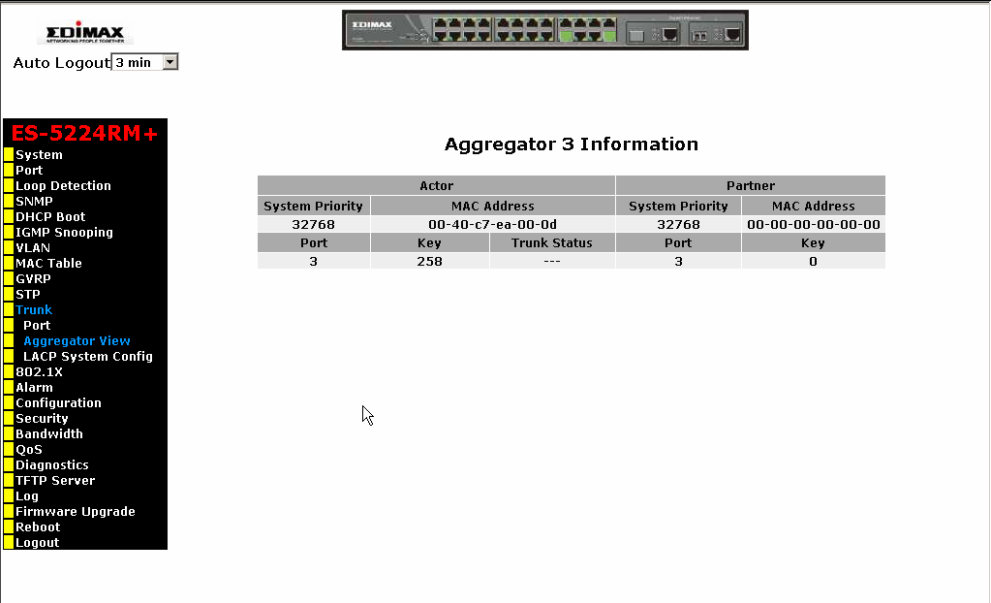 EDIMAX
NETWORKING PEOPLE TOGETHER
EDIMAX
Auto Logout 3 min
ES-5224RM+
System
Port
Loop Detection
SNMP
DHCP Boot
IGMP Snooping
VLAN
MAC Table
GVRP
STP
Trunk
Port
Aggregator View
LACP System Config
802.1X
Alarm
Configuration
Security
Bandwidth
QoS
Diagnostics
TFTP Server
Log
Firmware Upgrade
Reboot
Logout
Aggregator 3 Information
Actor Partner
System Priority MAC Address System Priority MAC Address
32768 00-40-c7-ea-00-0d 32768 00-00-00-00-00-00
Port Key Trunk Status Port Key
3 258 --- 3 0